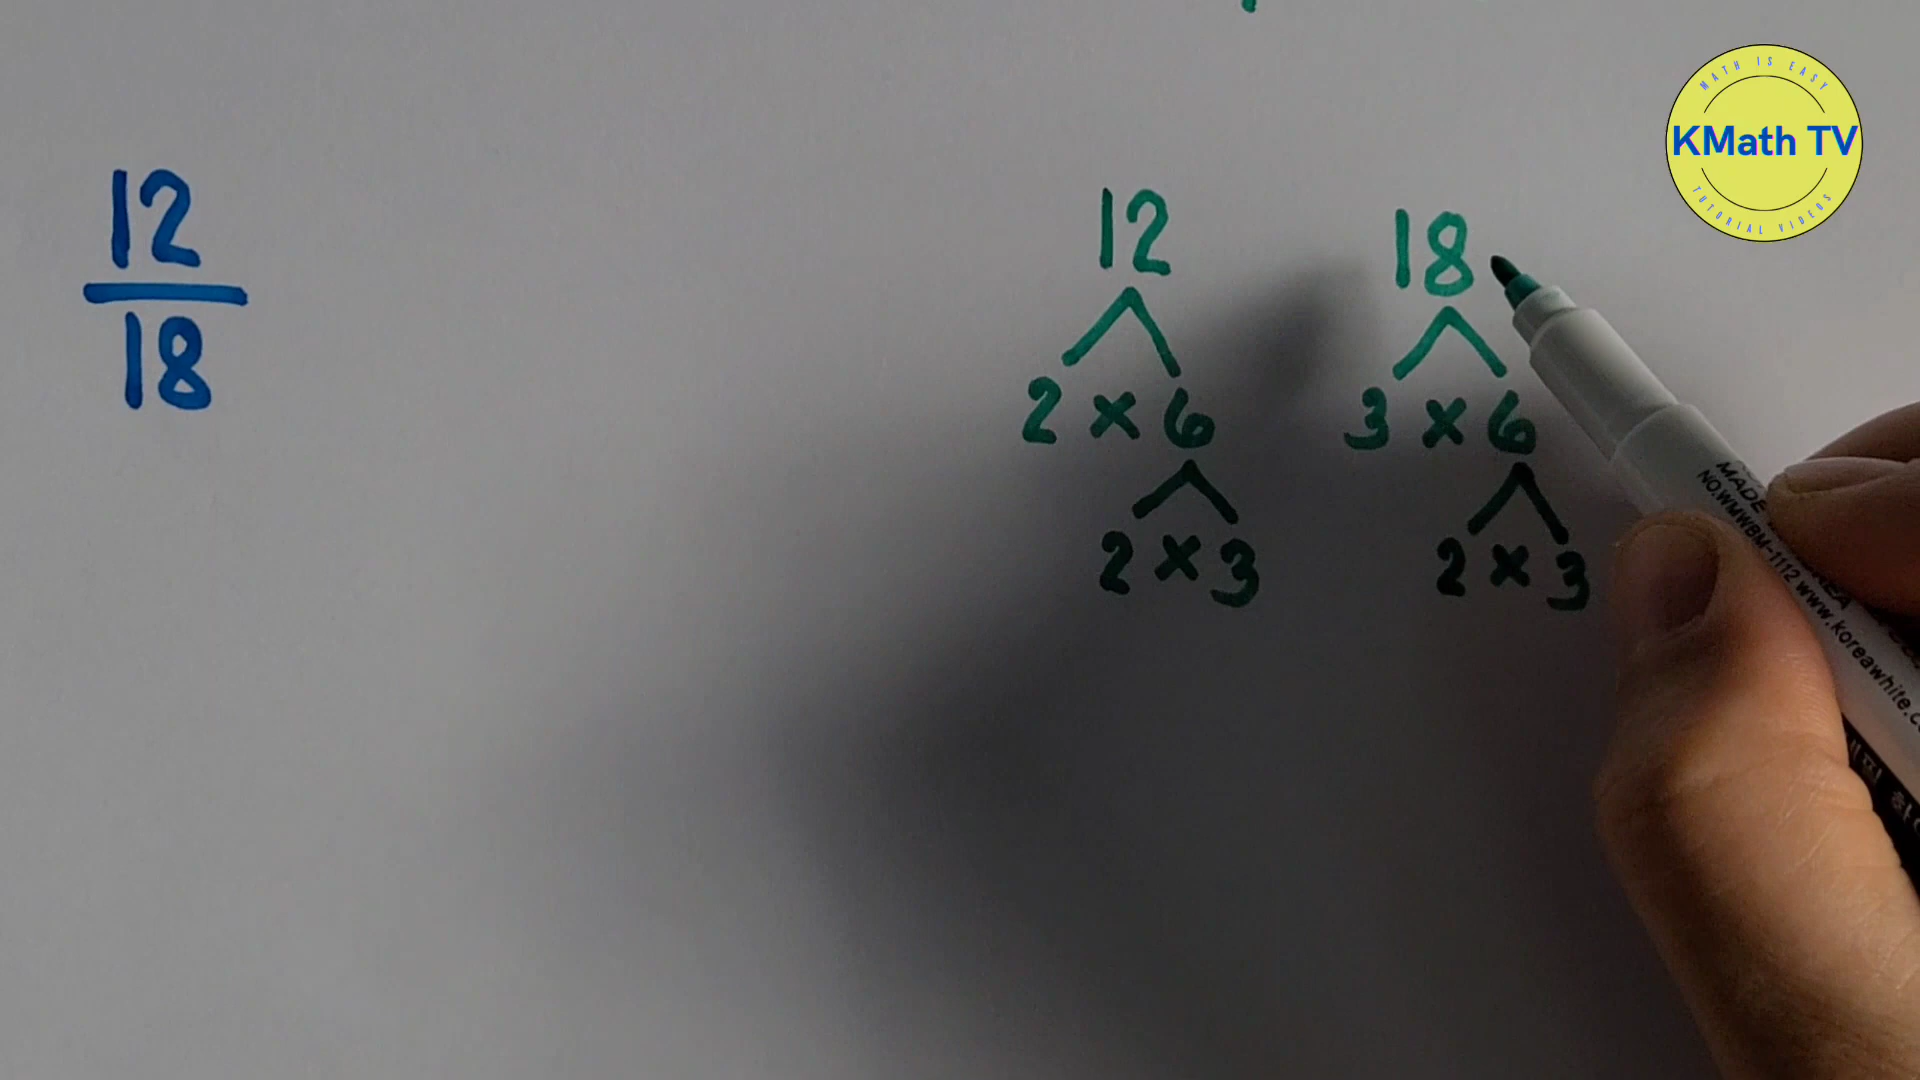 12
18
12
2 × 6
2 × 3
18
3 × 6
2 × 3
MATH IS EASY
KMath TV
TUTORIAL VIDEOS
MADE
NO.WMWBM-1112 www.koreawhite.c